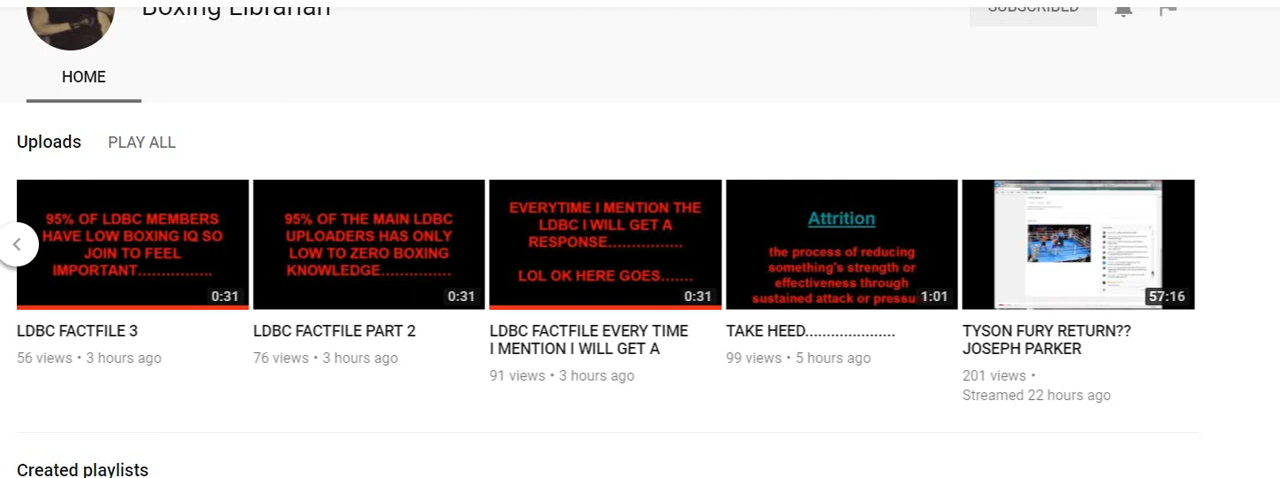 Boxing Librarian
SUBSCRIBED
HOME
Uploads
PLAY ALL
95% OF LDBC MEMBERS
HAVE LOW BOXING IQ SO
JOIN TO FEEL
IMPORTANT................
0:31
95% OF THE MAIN LDBC
UPLOADERS HAS ONLY
LOW TO ZERO BOXING
KNOWLEDGE...............
0:31
EVERYTIME I MENTION THE
LDBC I WILL GET A
RESPONSE................
LOL OK HERE GOES.......
0:31
Attrition
the process of reducing
something's strength or
effectiveness through
sustained attack or pressu
1:01
57:16
LDBC FACTFILE 3
56 views • 3 hours ago
LDBC FACTFILE PART 2
76 views • 3 hours ago
LDBC FACTFILE EVERY TIME
I MENTION I WILL GET A
91 views • 3 hours ago
TAKE HEED.....................
99 views • 5 hours ago
TYSON FURY RETURN??
JOSEPH PARKER
201 views •
Streamed 22 hours ago
Created playlists